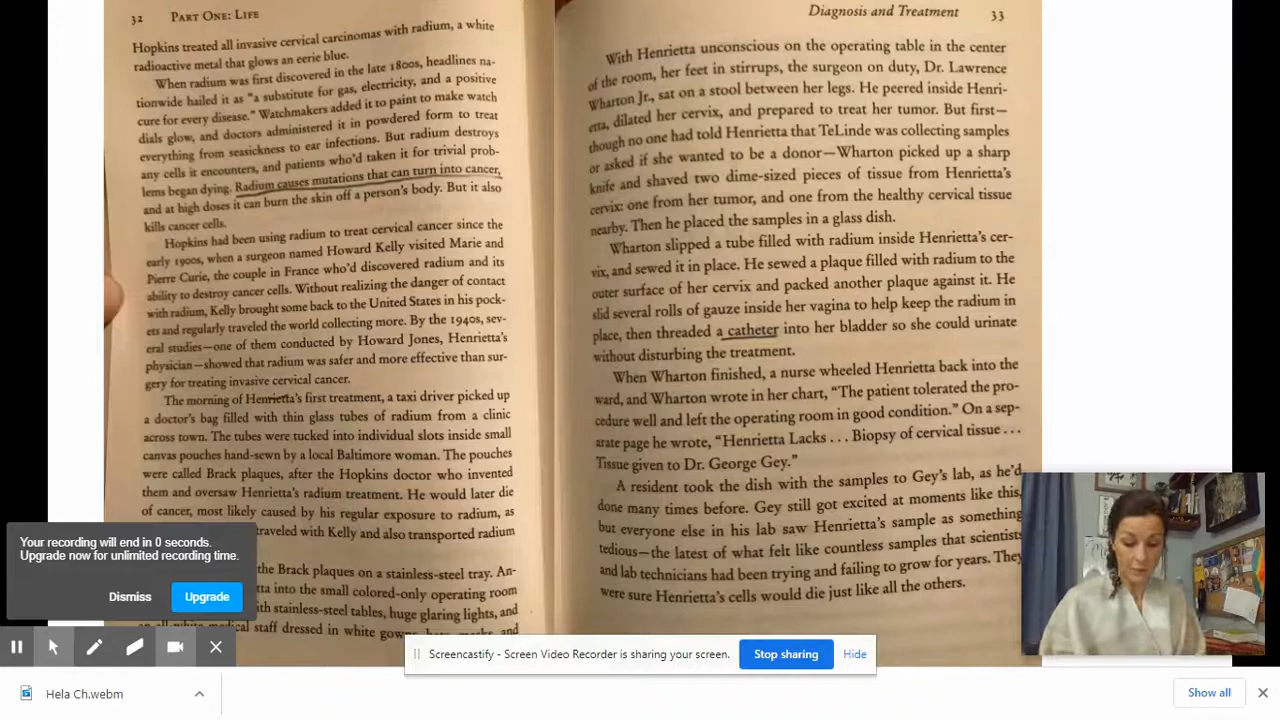 32 PART ONE: LIFE
Hopkins treated all invasive cervical carcinomas with radium, a white
radioactive metal that glows an eerie blue.
When radium was first discovered in the late 1800s, headlines na-
tionwide hailed it as "a substitute for gas, electricity, and a positive
cure for every disease." Watchmakers added it to paint to make watch
dials glow, and doctors administered it in powdered form to treat
everything from seasickness to ear infections. But radium destroys
any cells it encounters, and patients who'd taken it for trivial prob-
lems began dying. Radium causes mutations that can turn into cancer,
and at high doses it can burn the skin off a person's body. But it also
kills cancer cells.
Hopkins had been using radium to treat cervical cancer since the
early 1900s, when a surgeon named Howard Kelly visited Marie and
Pierre Curie, the couple in France who'd discovered radium and its
ability to destroy cancer cells. Without realizing the danger of contact
with radium, Kelly brought some back to the United States in his pock-
ets and regularly traveled the world collecting more. By the 1940s, sev-
eral studies—one of them conducted by Howard Jones, Henrietta's
physician—showed that radium was safer and more effective than sur-
gery for treating invasive cervical cancer.
The morning of Henrietta's first treatment, a taxi driver picked up
a doctor's bag filled with thin glass tubes of radium from a clinic
across town. The tubes were tucked into individual slots inside small
canvas pouches hand-sewn by a local Baltimore woman. The pouches
were called Brack plaques, after the Hopkins doctor who invented
them and oversaw Henrietta's radium treatment. He would later die
of cancer, most likely caused by his regular exposure to radium, as
traveled with Kelly and also transported radium
the Brack plaques on a stainless-steel tray. An-
tta into the small colored-only operating room
ith stainless-steel tables, huge glaring lights, and
an all-white medical staff dressed in white gowns, hats, masks, and
Diagnosis and Treatment 33
With Henrietta unconscious on the operating table in the center
of the room, her feet in stirrups, the surgeon on duty, Dr. Lawrence
Wharton Jr., sat on a stool between her legs. He peered inside Henri-
etta, dilated her cervix, and prepared to treat her tumor. But first—
though no one had told Henrietta that TeLinde was collecting samples
or asked if she wanted to be a donor—Wharton picked up a sharp
knife and shaved two dime-sized pieces of tissue from Henrietta's
cervix: one from her tumor, and one from the healthy cervical tissue
nearby. Then he placed the samples in a glass dish.
Wharton slipped a tube filled with radium inside Henrietta's cer-
vix, and sewed it in place. He sewed a plaque filled with radium to the
outer surface of her cervix and packed another plaque against it. He
slid several rolls of gauze inside her vagina to help keep the radium in
place, then threaded a catheter into her bladder so she could urinate
without disturbing the treatment.
When Wharton finished, a nurse wheeled Henrietta back into the
ward, and Wharton wrote in her chart, "The patient tolerated the pro-
cedure well and left the operating room in good condition." On a sep-
arate page he wrote, "Henrietta Lacks . . . Biopsy of cervical tissue . . .
Tissue given to Dr. George Gey."
A resident took the dish with the samples to Gey's lab, as he'd
done many times before. Gey still got excited at moments like this,
but everyone else in his lab saw Henrietta's sample as something
tedious—the latest of what felt like countless samples that scientists
and lab technicians had been trying and failing to grow for years. They
were sure Henrietta's cells would die just like all the others.
Your recording will end in 0 seconds.
Upgrade now for unlimited recording time.
Dismiss Upgrade
Screencastify - Screen Video Recorder is sharing your screen. Stop sharing Hide
Hela Ch.webm
Show all